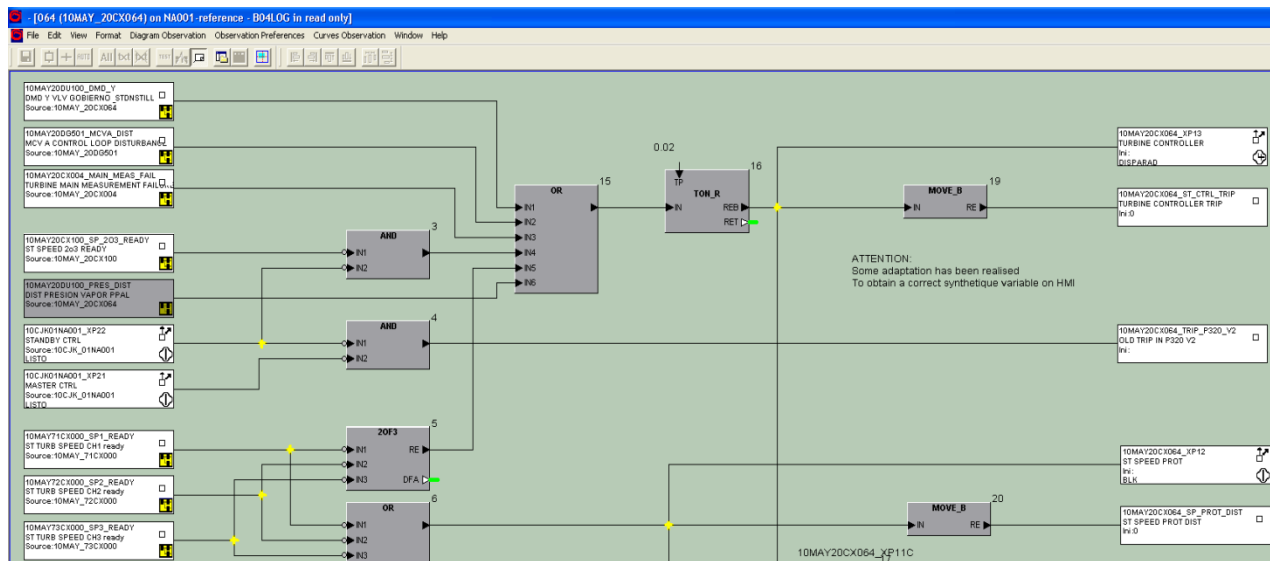 - [O64 (10MAY_20CX064) on NA001-reference - B04LOG in read only]
File Edit View Format Diagram Observation Observation Preferences Curves Observation Window Help
All
10MAY20DU100_DMD_Y
DMD Y VLV GOBIERNO_STDNSTILL
Source:10MAY_20CX064
10MAY20DG501_MCVA_DIST
MCV A CONTROL LOOP DISTURBANC
Source:10MAY_20DG501
10MAY20CX004_MAIN_MEAS_FAIL
TURBINE MAIN MEASUREMENT FAIL
Source:10MAY_20CX004
10MAY20CX100_SP_2O3_READY
ST SPEED 2o3 READY
Source:10MAY_20CX100
10MAY20DU100_PRES_DIST
DIST PRESION VAPOR PPAL
Source:10MAY_20CX064
10CJK01NA001_XP22
STANDBY CTRL
Source:10CJK_01NA001
LISTO
10CJK01NA001_XP21
MASTER CTRL
Source:10CJK_01NA001
LISTO
10MAY71CX000_SP1_READY
ST TURB SPEED CH1 ready
Source:10MAY_71CX000
10MAY72CX000_SP2_READY
ST TURB SPEED CH2 ready
Source:10MAY_72CX000
10MAY73CX000_SP3_READY
ST TURB SPEED CH3 ready
Source:10MAY_73CX000
3
AND
IN1
IN2
4
AND
IN1
IN2
5
2OF3
IN1 RE
IN2
IN3 DFA
6
OR
IN1
IN2
IN3
15
OR
IN1
IN2
IN3
IN4
IN5
IN6
0.02
16
TP
TON_R
IN REB
RET
19
MOVE_B
IN RE
ATTENTION:
Some adaptation has been realised
To obtain a correct synthetique variable on HMI
20
MOVE_B
IN RE
10MAY20CX064_XP11C
17
10MAY20CX064_XP13
TURBINE CONTROLLER
Ini:
DISPARAD
10MAY20CX064_ST_CTRL_TRIP
TURBINE CONTROLLER TRIP
Ini:0
10MAY20CX064_TRIP_P320_V2
OLD TRIP IN P320 V2
Ini:
10MAY20CX064_XP12
ST SPEED PROT
Ini:
BLK
10MAY20CX064_SP_PROT_DIST
ST SPEED PROT DIST
Ini:0